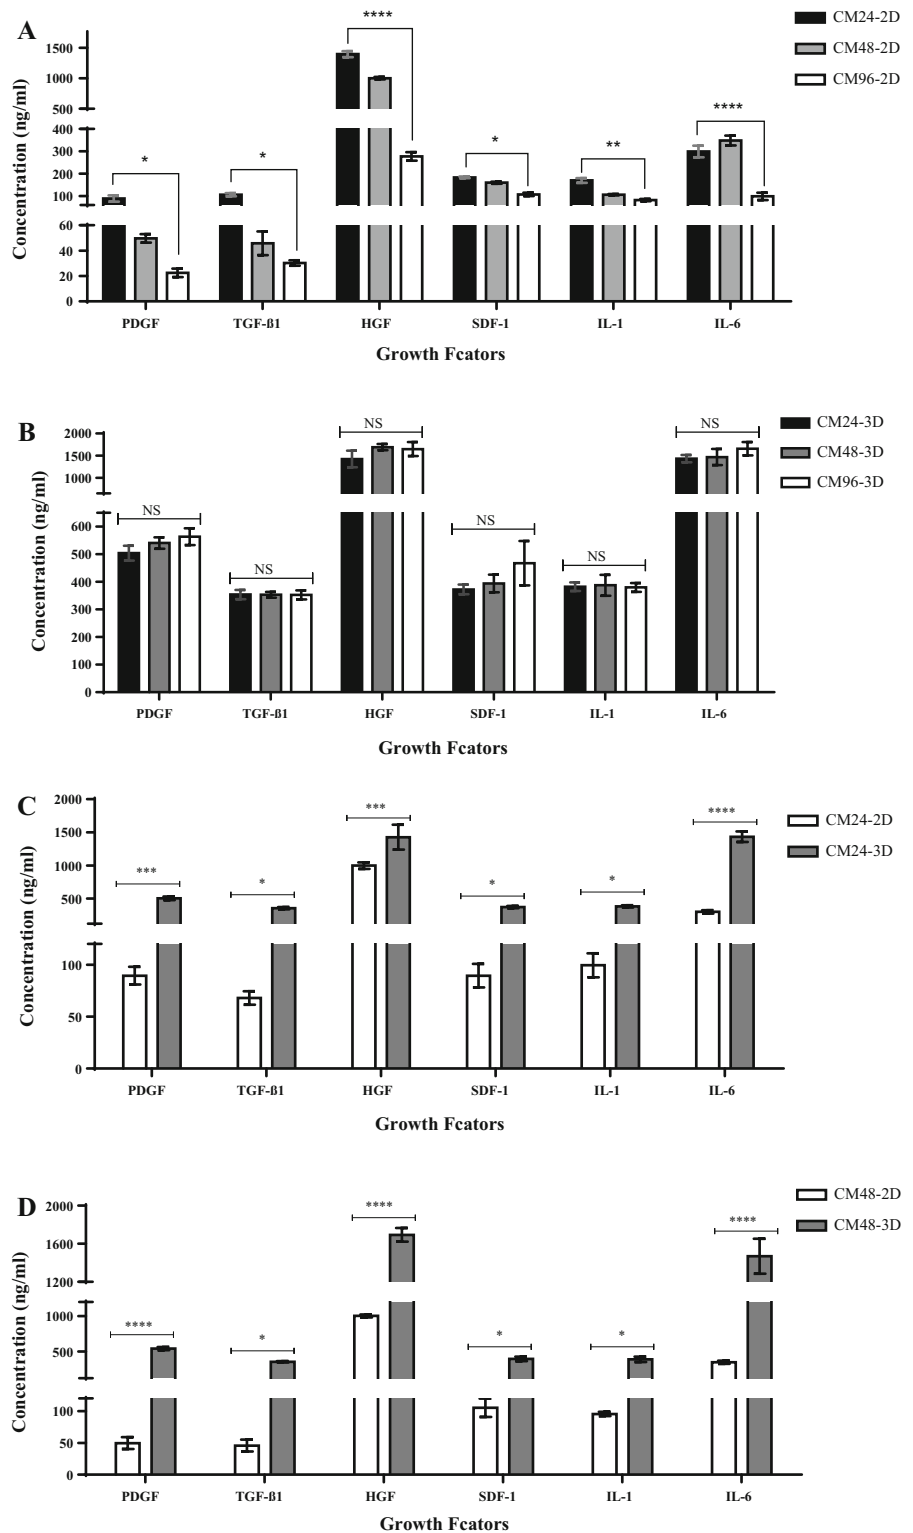 A
CM24-2D
CM48-2D
CM96-2D
Concentration (ng/ml)
1500
1000
500
400
300
200
100
60
40
20
0
*
*
****
*
**
****
PDGF TGF-ß1 HGF SDF-1 IL-1 IL-6
Growth Fcators
B
CM24-3D
CM48-3D
CM96-3D
Concentration (ng/ml)
2000
1500
1000
600
500
400
300
200
100
0
NS
NS
NS
NS
NS
NS
PDGF TGF-ß1 HGF SDF-1 IL-1 IL-6
Growth Fcators
C
CM24-2D
CM24-3D
Concentration (ng/ml)
2000
1500
1000
500
100
50
0
***
*
***
*
*
****
PDGF TGF-ß1 HGF SDF-1 IL-1 IL-6
Growth Fcators
D
CM48-2D
CM48-3D
Concentration (ng/ml)
2000
1600
1200
1000
500
100
50
0
****
*
****
*
*
****
PDGF TGF-ß1 HGF SDF-1 IL-1 IL-6
Growth Fcators